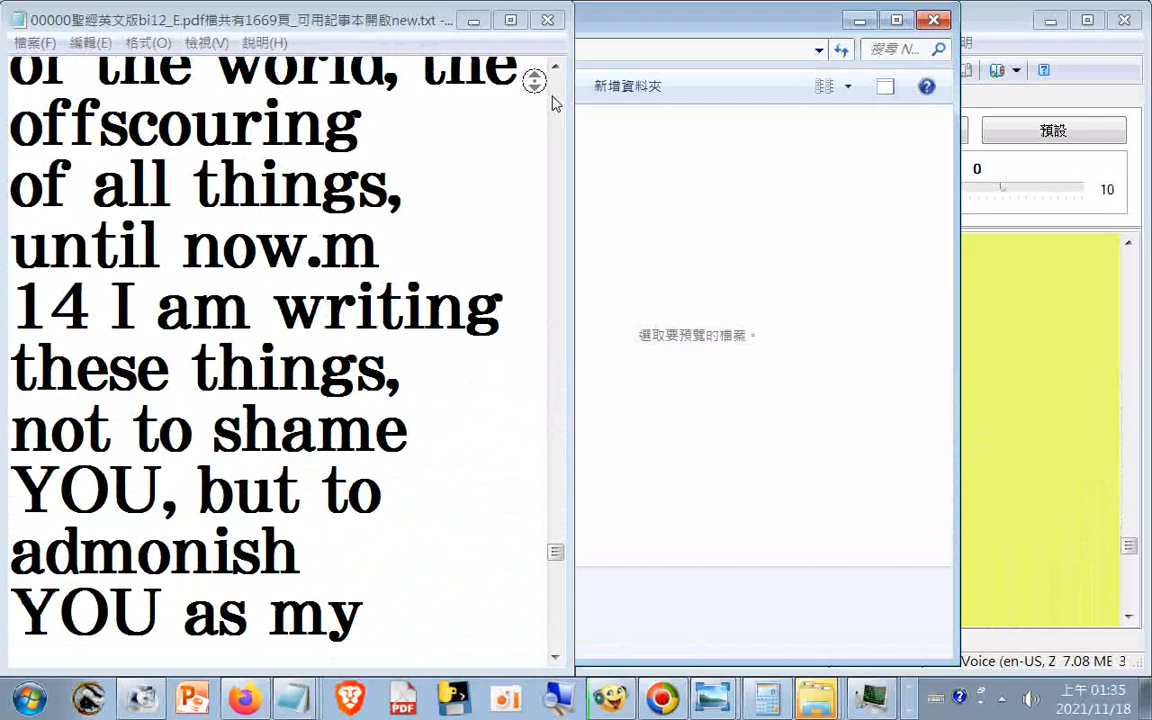 00000聖經英文版bi12_E.pdf檔共有1669頁_可用記事本開啟new.txt -...
檔案(F) 編輯(E) 格式(O) 檢視(V) 說明(H)
of the world, the
offscouring
of all things,
until now.m
14 I am writing
these things,
not to shame
YOU, but to
admonish
YOU as my
搜尋 N...
新增資料夾
選取要預覽的檔案。
明
預設
0
10
Voice (en-US, Z 7.08 ME 3
上午 01:35
2021/11/18